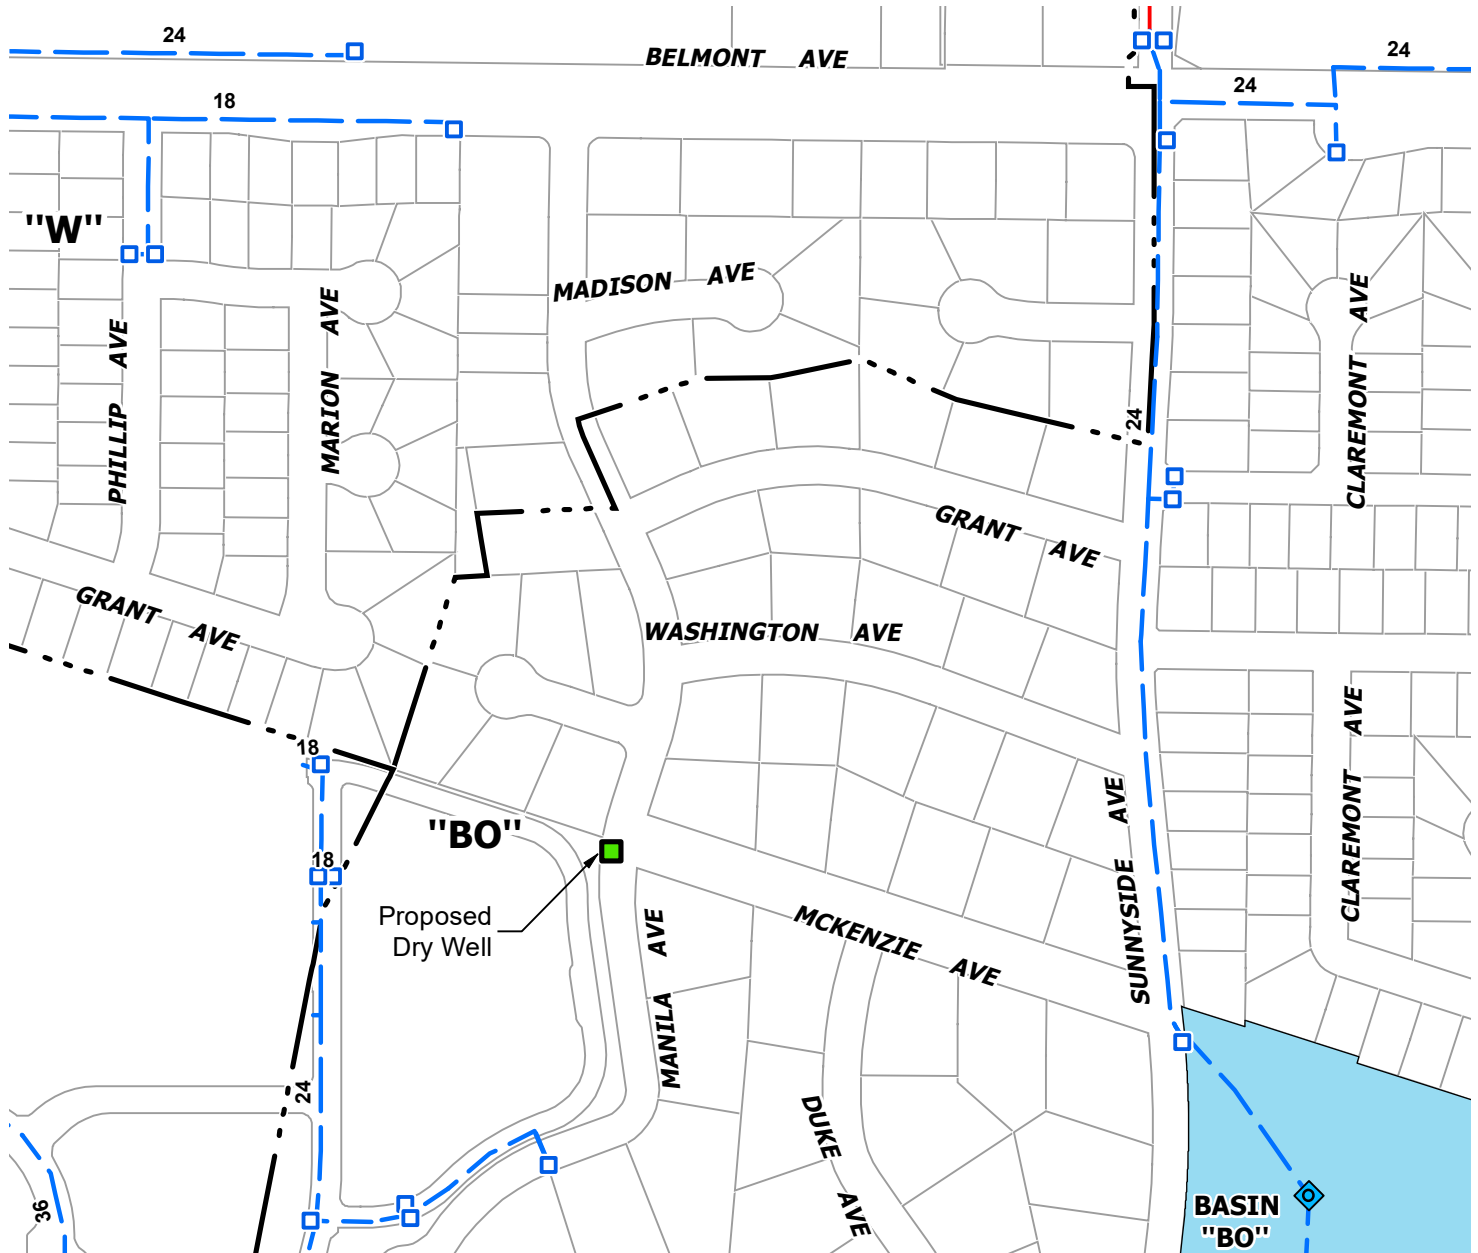 24
BELMONT AVE
24
24
18
"W"
MADISON AVE
PHILLIP AVE
MARION AVE
CLAREMONT AVE
24
GRANT AVE
GRANT AVE
WASHINGTON AVE
18
"BO"
18
Proposed
Dry Well
MCKENZIE AVE
SUNNYSIDE AVE
CLAREMONT AVE
MANILA AVE
24
DUKE AVE
36
BASIN
"BO"